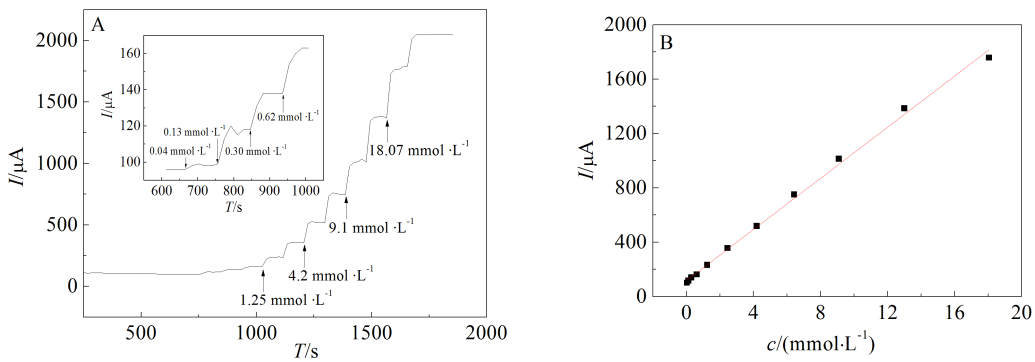 A
I/μA
2000
1500
1000
500
0
500
1000
1500
2000
T/s
1.25 mmol ·L⁻¹
4.2 mmol ·L⁻¹
9.1 mmol ·L⁻¹
18.07 mmol ·L⁻¹
I/μA
160
140
120
100
600
700
800
900
1000
T/s
0.04 mmol ·L⁻¹
0.13 mmol ·L⁻¹
0.30 mmol ·L⁻¹
0.62 mmol ·L⁻¹
B
I/μA
2000
1600
1200
800
400
0
0
4
8
12
16
20
c/(mmol·L⁻¹)